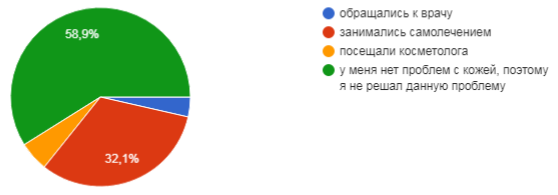 58,9%
32,1%
обращались к врачу
занимались самолечением
посещали косметолога
у меня нет проблем с кожей, поэтому
я не решал данную проблему